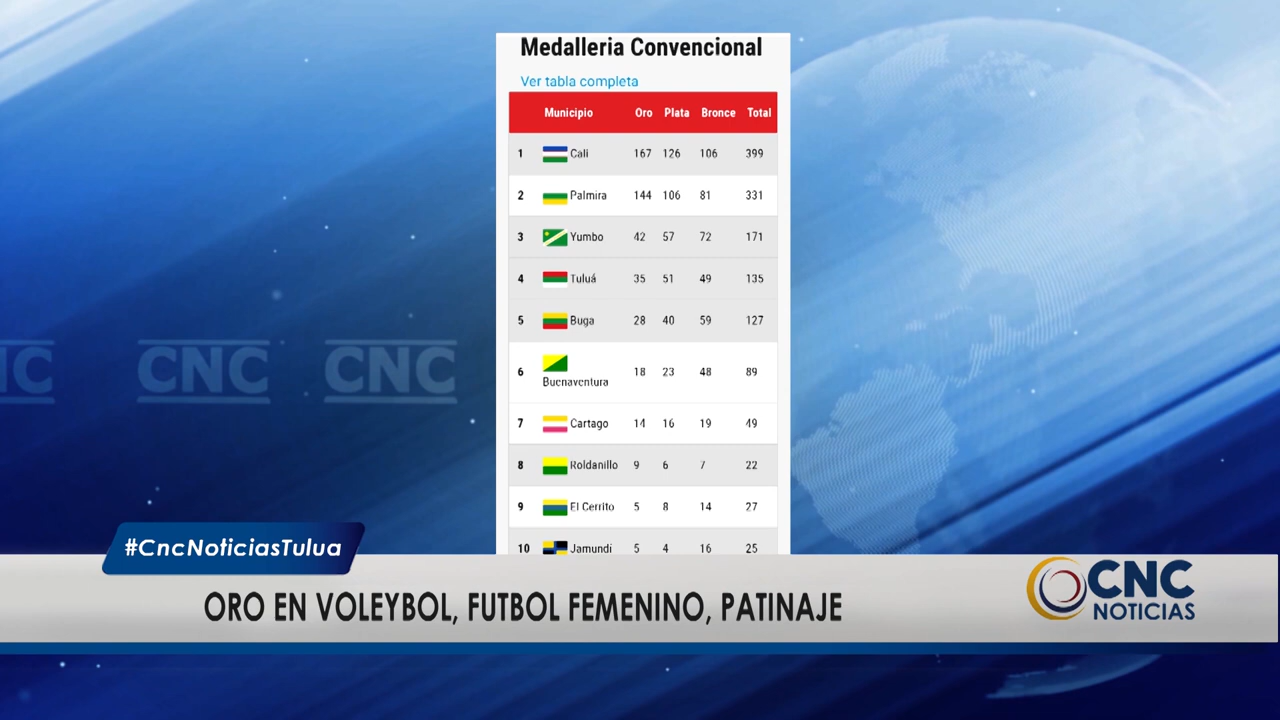 Medalleria Convencional
Ver tabla completa
Municipio Oro Plata Bronce Total
1 Cali 167 126 106 399
2 Palmira 144 106 81 331
3 Yumbo 42 57 72 171
4 Tuluá 35 51 49 135
5 Buga 28 40 59 127
6 Buenaventura 18 23 48 89
7 Cartago 14 16 19 49
8 Roldanillo 9 6 7 22
9 El Cerrito 5 8 14 27
10 Jamundí 5 4 16 25
NC CNC CNC
#CncNoticiasTulua
ORO EN VOLEYBOL, FUTBOL FEMENINO, PATINAJE
CNC
NOTICIAS